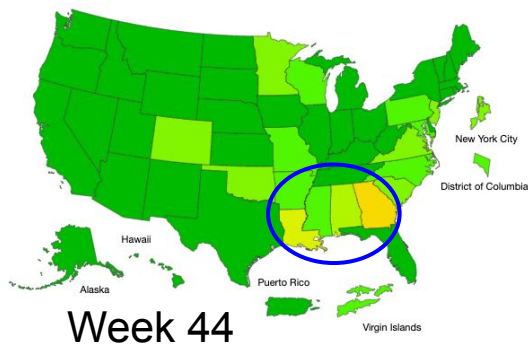 New York City
District of Columbia
Hawaii
Alaska
Puerto Rico
Virgin Islands
Week 44